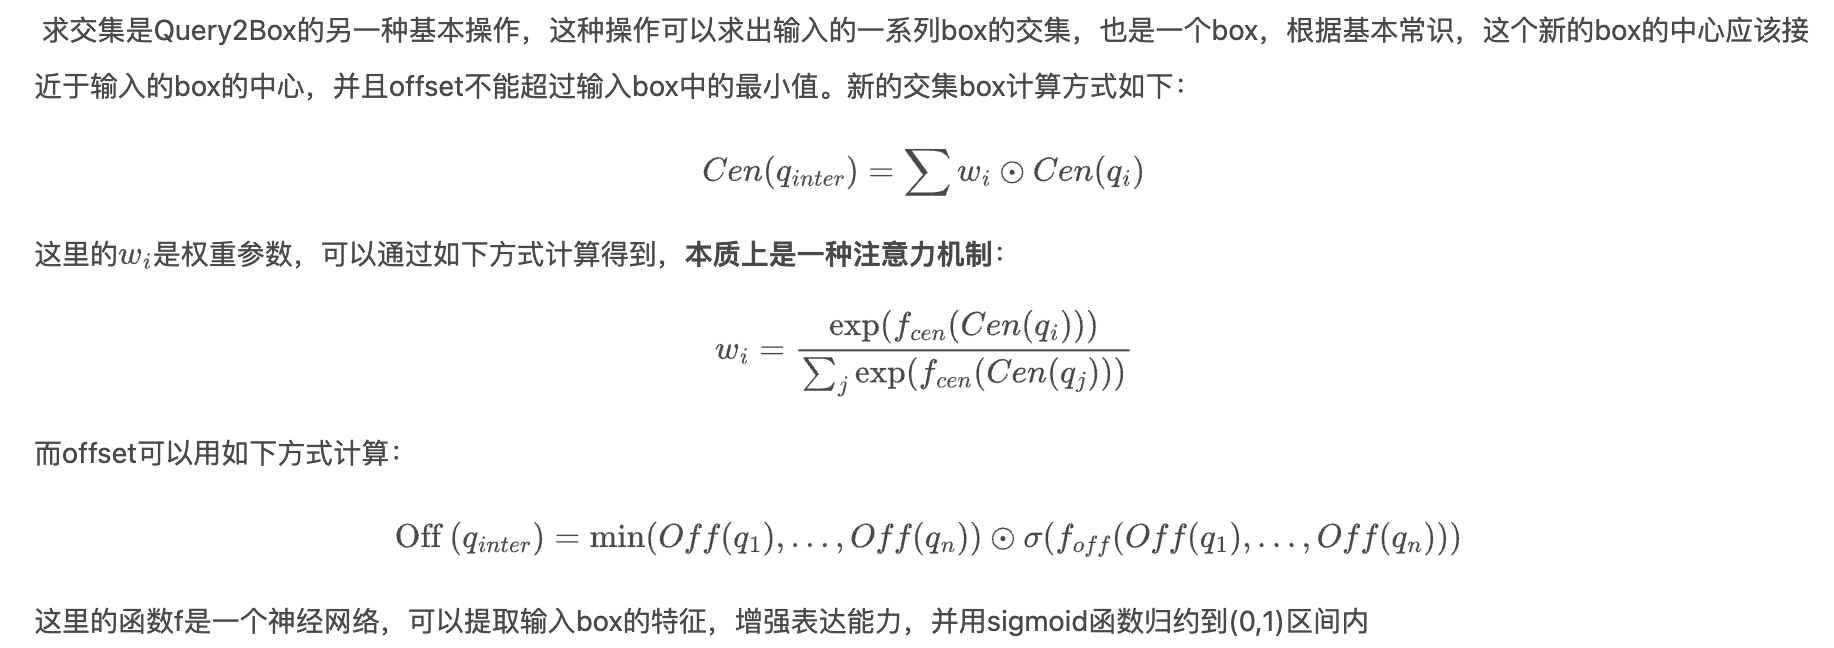 求交集是Query2Box的另一种基本操作，这种操作可以求出输入的一系列box的交集，也是一个box，根据基本常识，这个新的box的中心应该接
近于输入的box的中心，并且offset不能超过输入box中的最小值。新的交集box计算方式如下：
$Cen(q_{inter}) = \sum w_i \odot Cen(q_i)$
这里的$w_i$是权重参数，可以通过如下方式计算得到，本质上是一种注意力机制：
$w_i = \frac{\exp(f_{cen}(Cen(q_i)))}{\sum_j \exp(f_{cen}(Cen(q_j)))}$
而offset可以用如下方式计算：
$\text{Off}(q_{inter}) = \min(Off(q_1), \ldots, Off(q_n)) \odot \sigma(f_{off}(Off(q_1), \ldots, Off(q_n)))$
这里的函数f是一个神经网络，可以提取输入box的特征，增强表达能力，并用sigmoid函数归约到(0,1)区间内